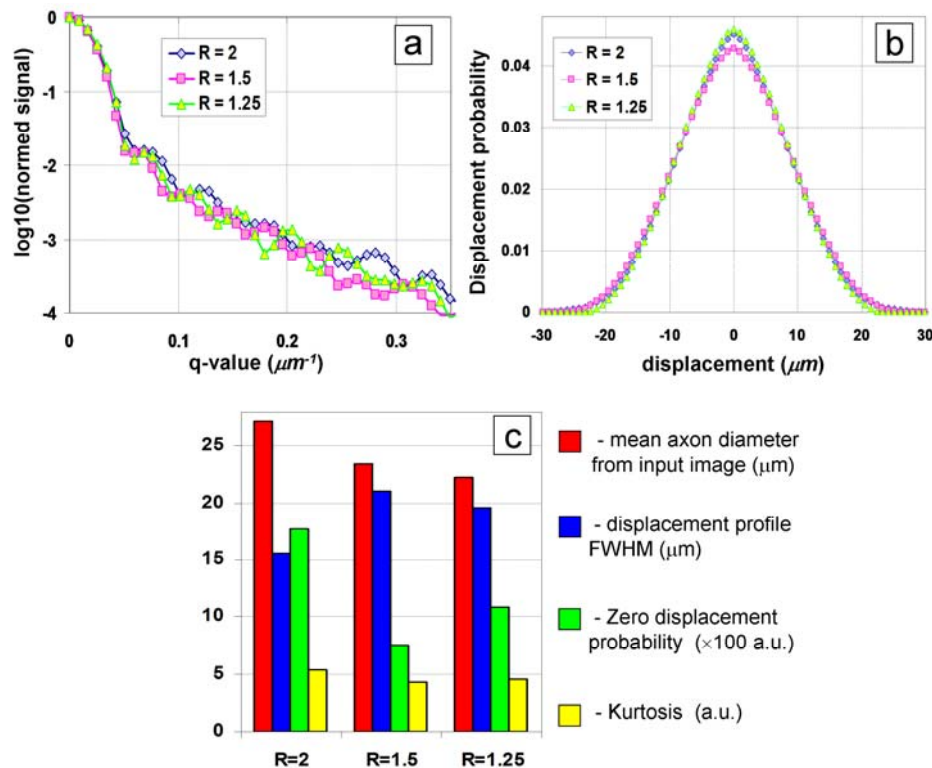 a
R = 2
R = 1.5
R = 1.25
log10(normed signal)
0
-1
-2
-3
-4
0 0.1 0.2 0.3
q-value (μm⁻¹)
b
R = 2
R = 1.5
R = 1.25
Displacement probability
0.04
0.03
0.02
0.01
0
-30 -20 -10 0 10 20 30
displacement (μm)
c
25
20
15
10
5
0
R=2 R=1.5 R=1.25
- mean axon diameter
from input image (μm)
- displacement profile
FWHM (μm)
- Zero displacement
probability (×100 a.u.)
- Kurtosis (a.u.)